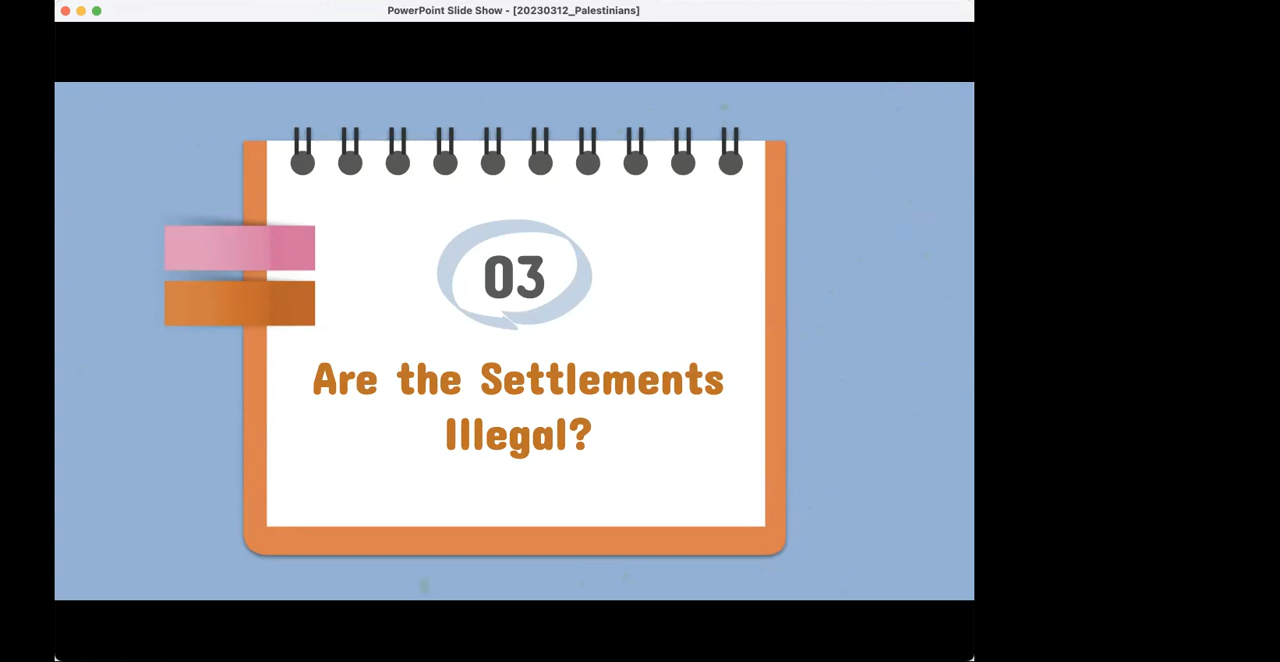 PowerPoint Slide Show - [20230312_Palestinians]
03
Are the Settlements
Illegal?